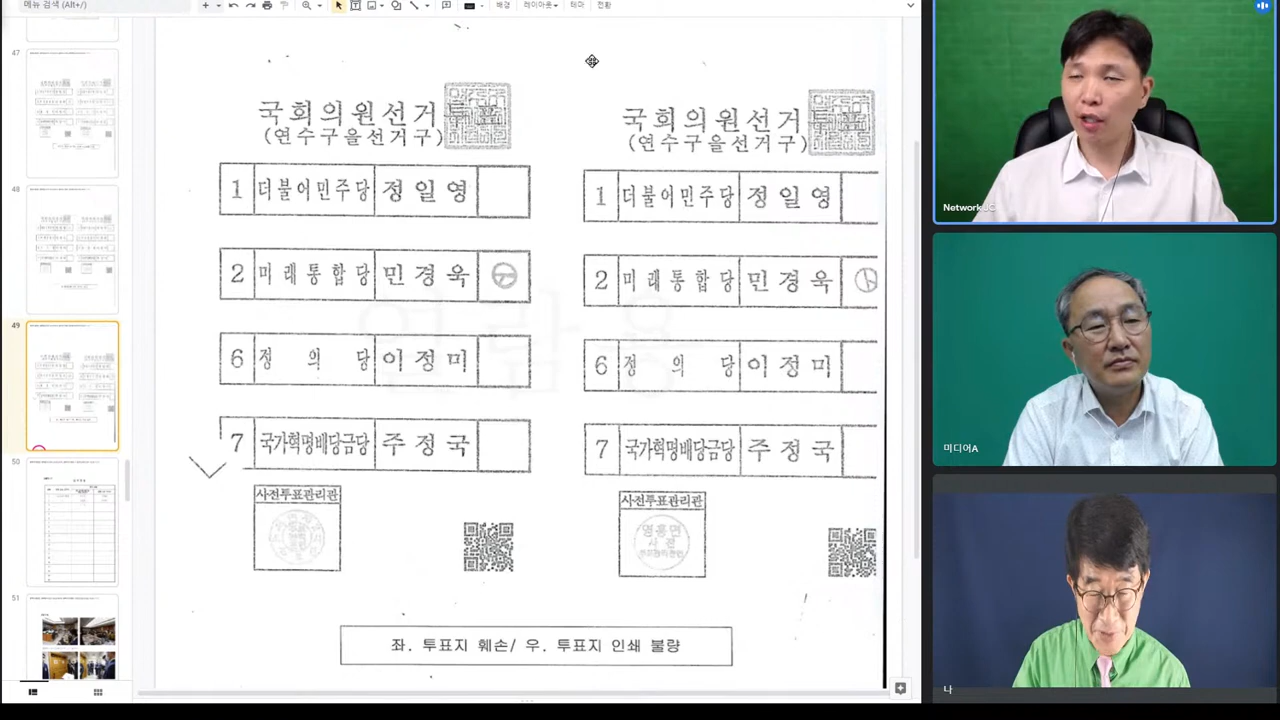 메뉴 검색 (Alt+/)
배경
레이아웃
테마
전환
47
48
49
50
51
국회의원선거
(연수구을선거구)
1 더불어민주당 정일영
2 미래통합당 민경욱
6 정의당 이정미
7 국가혁명배당금당 주정국
사전투표관리관
국회의원선거
(연수구을선거구)
1 더불어민주당 정일영
2 미래통합당 민경욱
6 정의당 이정미
7 국가혁명배당금당 주정국
사전투표관리관
영흥면
사전
열람용
좌. 투표지 훼손/ 우. 투표지 인쇄 불량
미디어A
나